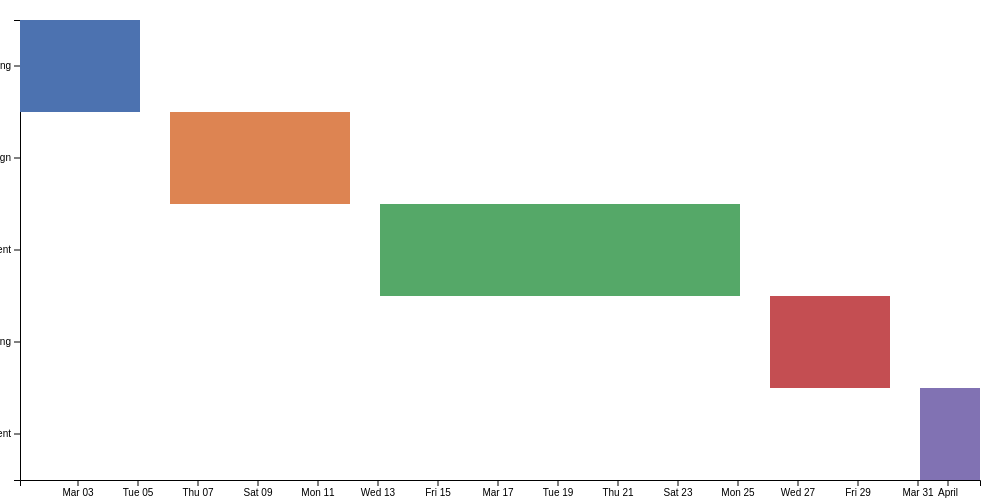 ng
gn
ent
ng
ent
Mar 03 Tue 05 Thu 07 Sat 09 Mon 11 Wed 13 Fri 15 Mar 17 Tue 19 Thu 21 Sat 23 Mon 25 Wed 27 Fri 29 Mar 31 April